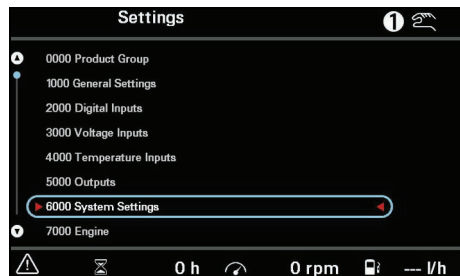 Settings
1
0000 Product Group
1000 General Settings
2000 Digital Inputs
3000 Voltage Inputs
4000 Temperature Inputs
5000 Outputs
6000 System Settings
7000 Engine
0 h 0 rpm --- l/h